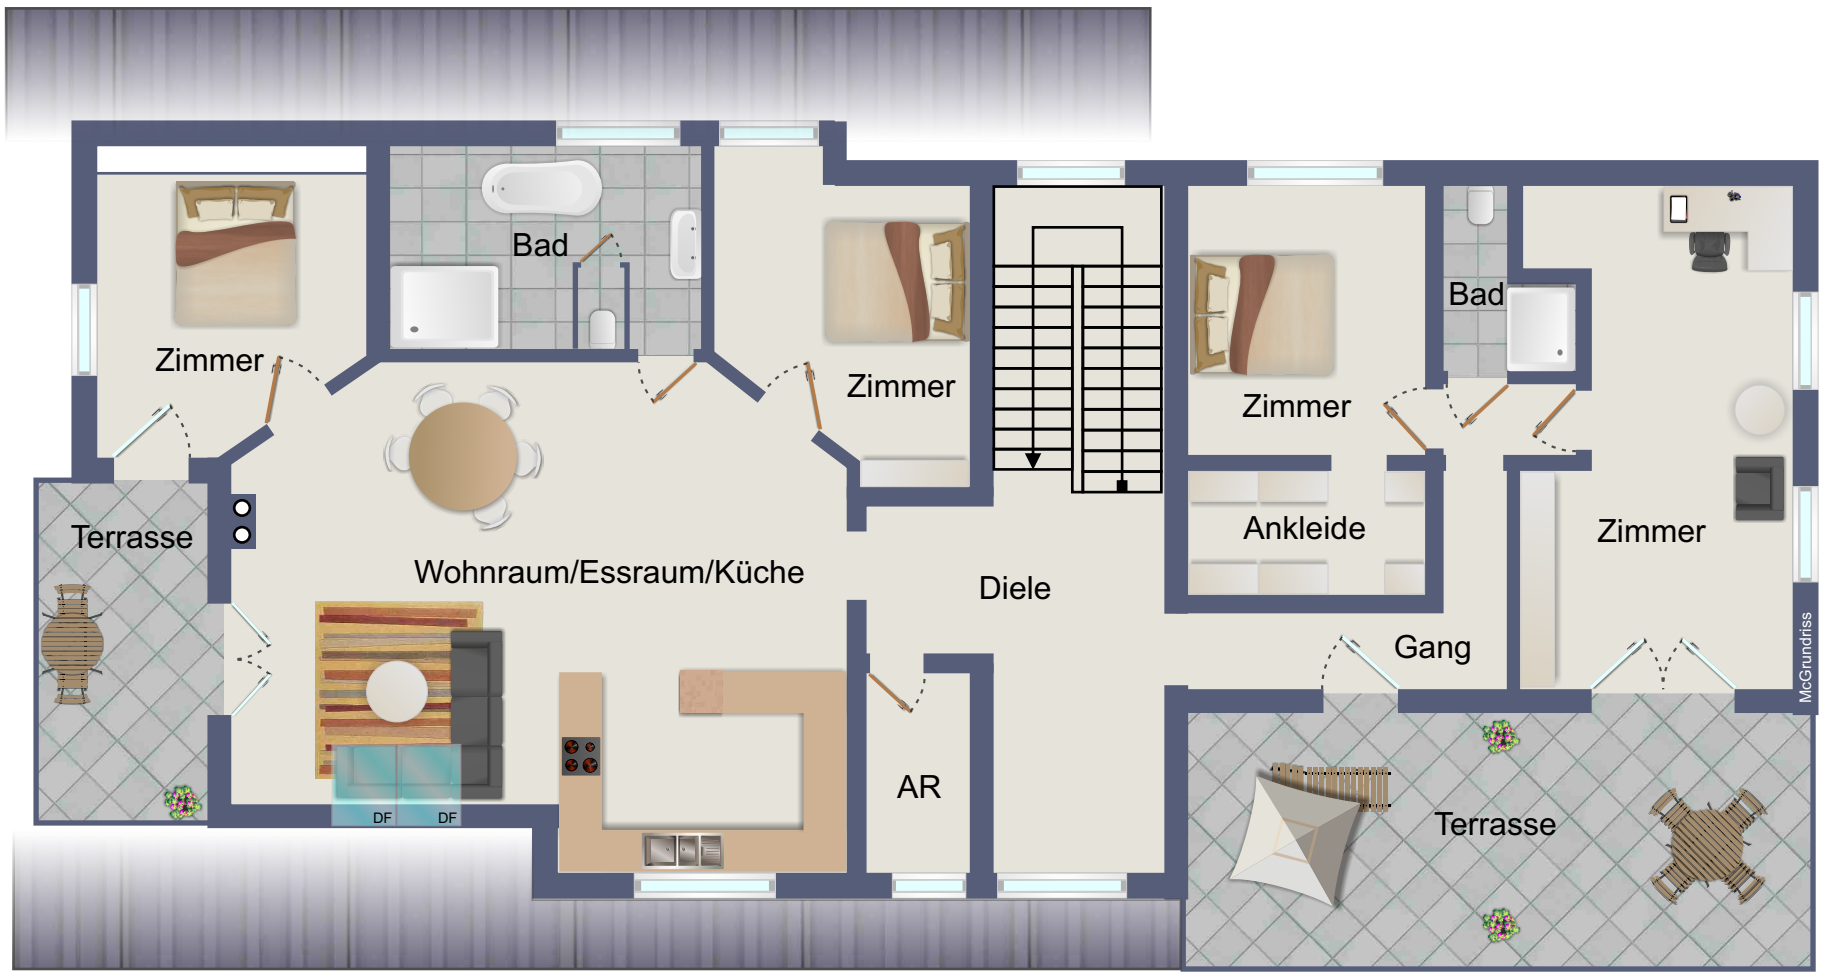 Bad
Bad
Zimmer
Zimmer
Zimmer
Terrasse
Ankleide
Zimmer
Wohnraum/Essraum/Küche
Diele
Gang
McGrundriss
AR
DF
DF
Terrasse